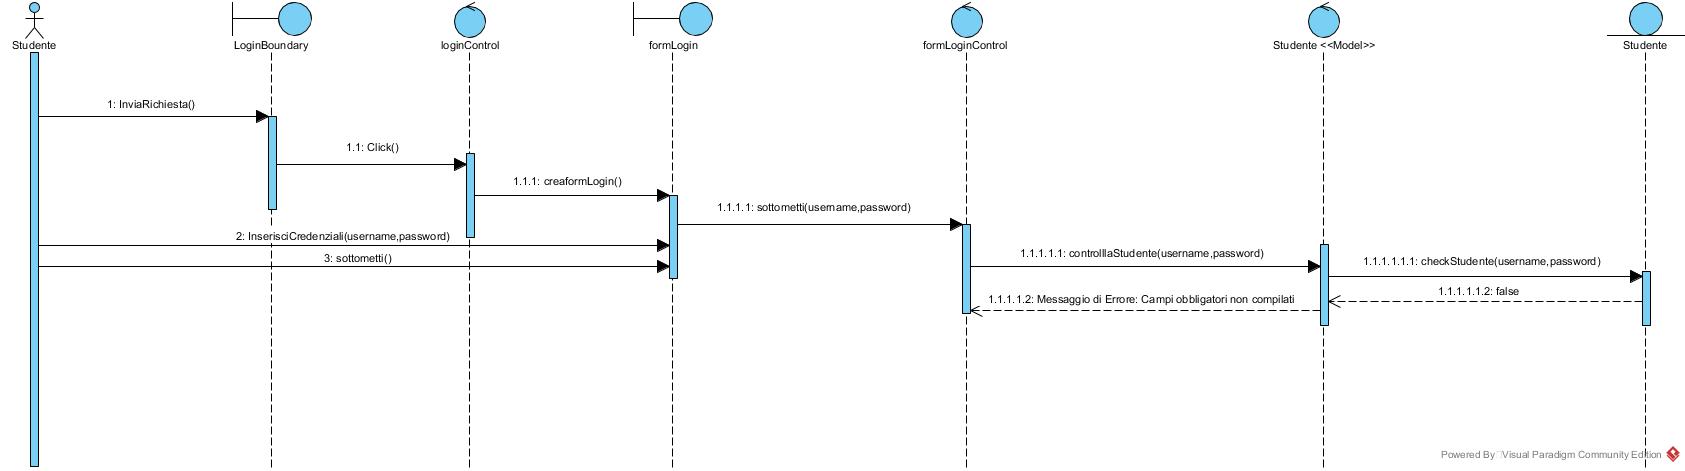 Studente
LoginBoundary
loginControl
formLogin
formLoginControl
Studente <<Model>>
Studente
1: InviaRichiesta()
1.1: Click()
1.1.1: creaformLogin()
1.1.1.1: sottometti(username,password)
2: InserisciCredenziali(username,password)
3: sottometti()
1.1.1.1.1: controlllaStudente(username,password)
1.1.1.1.1.1: checkStudente(username,password)
1.1.1.1.1.2: false
1.1.1.1.2: Messaggio di Errore: Campi obbligatori non compilati
Powered By Visual Paradigm Community Edition